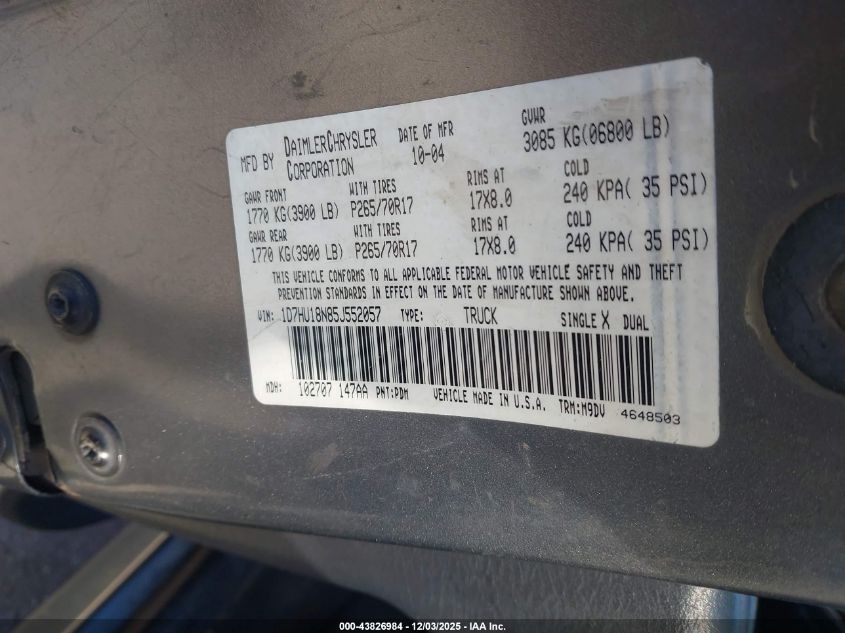 MFD BY DAIMLERCHRYSLER CORPORATION DATE OF MFR 10-04 GVWR 3085 KG(06800 LB)
GAWR FRONT WITH TIRES RIMS AT COLD
1770 KG(3900 LB) P265/70R17 17X8.0 240 KPA( 35 PSI)
GAWR REAR WITH TIRES RIMS AT COLD
1770 KG(3900 LB) P265/70R17 17X8.0 240 KPA( 35 PSI)
THIS VEHICLE CONFORMS TO ALL APPLICABLE FEDERAL MOTOR VEHICLE SAFETY AND THEFT
PREVENTION STANDARDS IN EFFECT ON THE DATE OF MANUFACTURE SHOWN ABOVE.
VIN: 1D7HU18N85J552057 TYPE: TRUCK SINGLE X DUAL
MDH: 102707 147AA PNT:PDM VEHICLE MADE IN U.S.A. TRM:M9DV 4648503
000-43826984 - 12/03/2025 - IAA Inc.